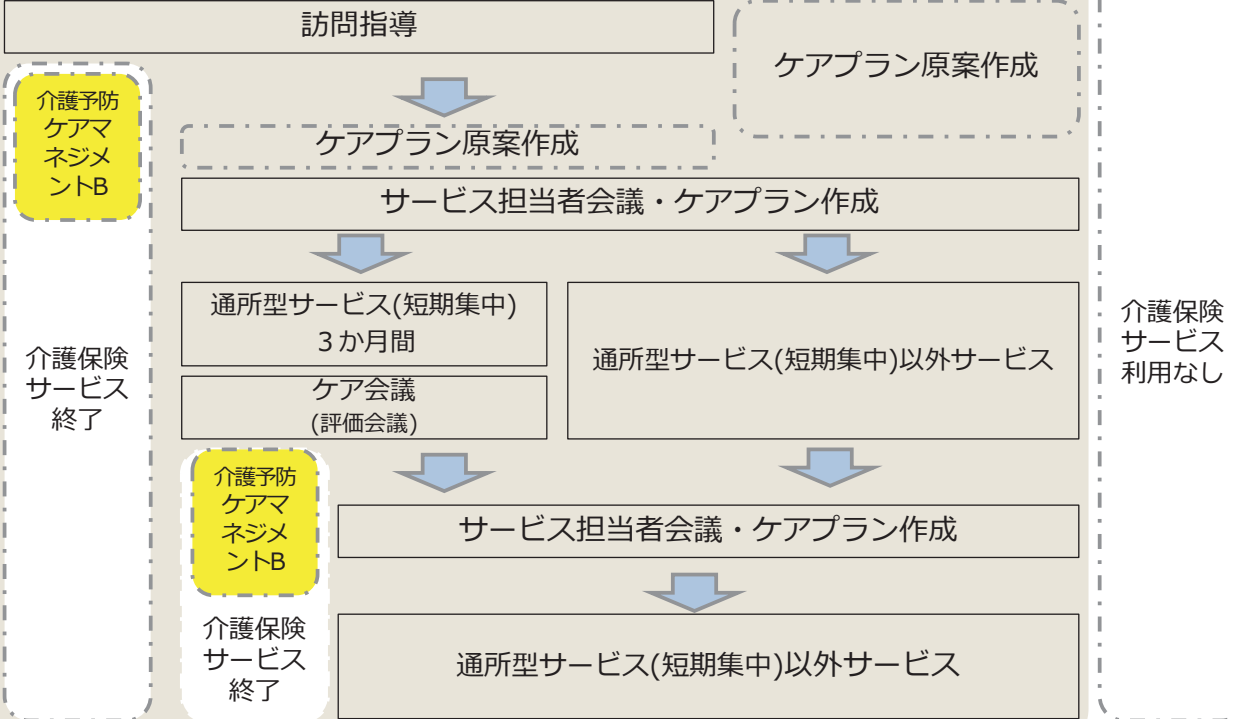 訪問指導
ケアプラン原案作成
介護予防
ケアマ
ネジメ
ントB
ケアプラン原案作成
サービス担当者会議・ケアプラン作成
通所型サービス(短期集中)
３か月間
通所型サービス(短期集中)以外サービス
介護保険
サービス
利用なし
介護保険
サービス
終了
ケア会議
(評価会議)
介護予防
ケアマ
ネジメ
ントB
サービス担当者会議・ケアプラン作成
介護保険
サービス
終了
通所型サービス(短期集中)以外サービス